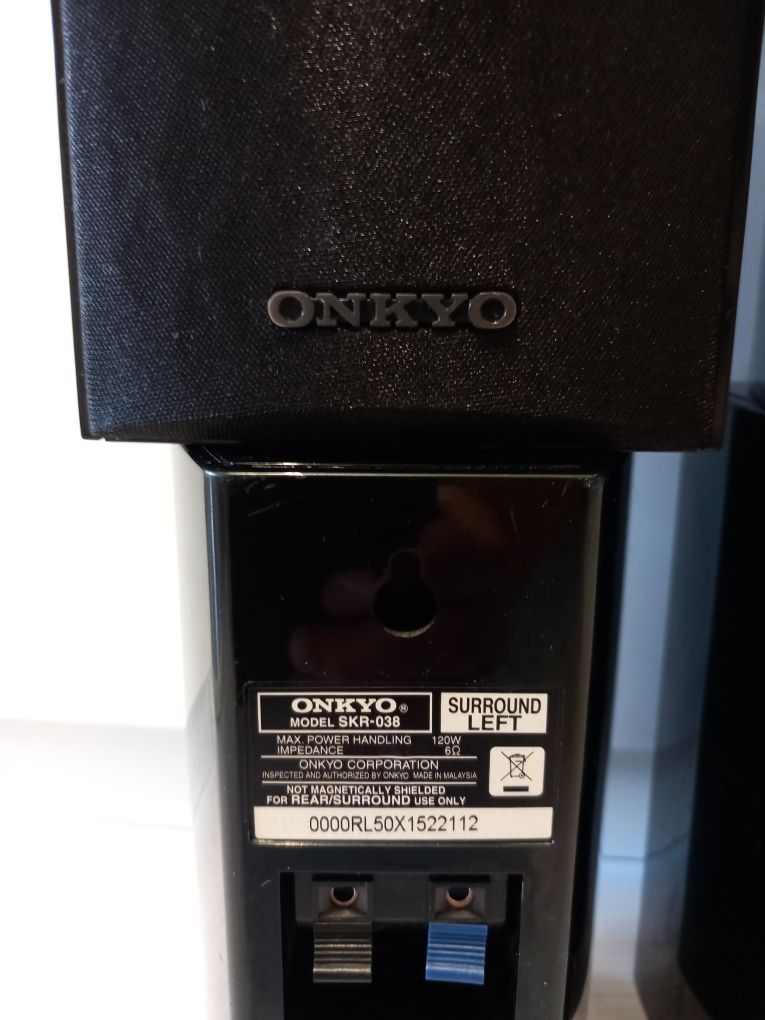 ONKYO
ONKYO®
MODEL SKR-038
SURROUND
LEFT
MAX. POWER HANDLING 120W
IMPEDANCE 6Ω
ONKYO CORPORATION
INSPECTED AND AUTHORIZED BY ONKYO MADE IN MALAYSIA
NOT MAGNETICALLY SHIELDED
FOR REAR/SURROUND USE ONLY
0000RL50X1522112